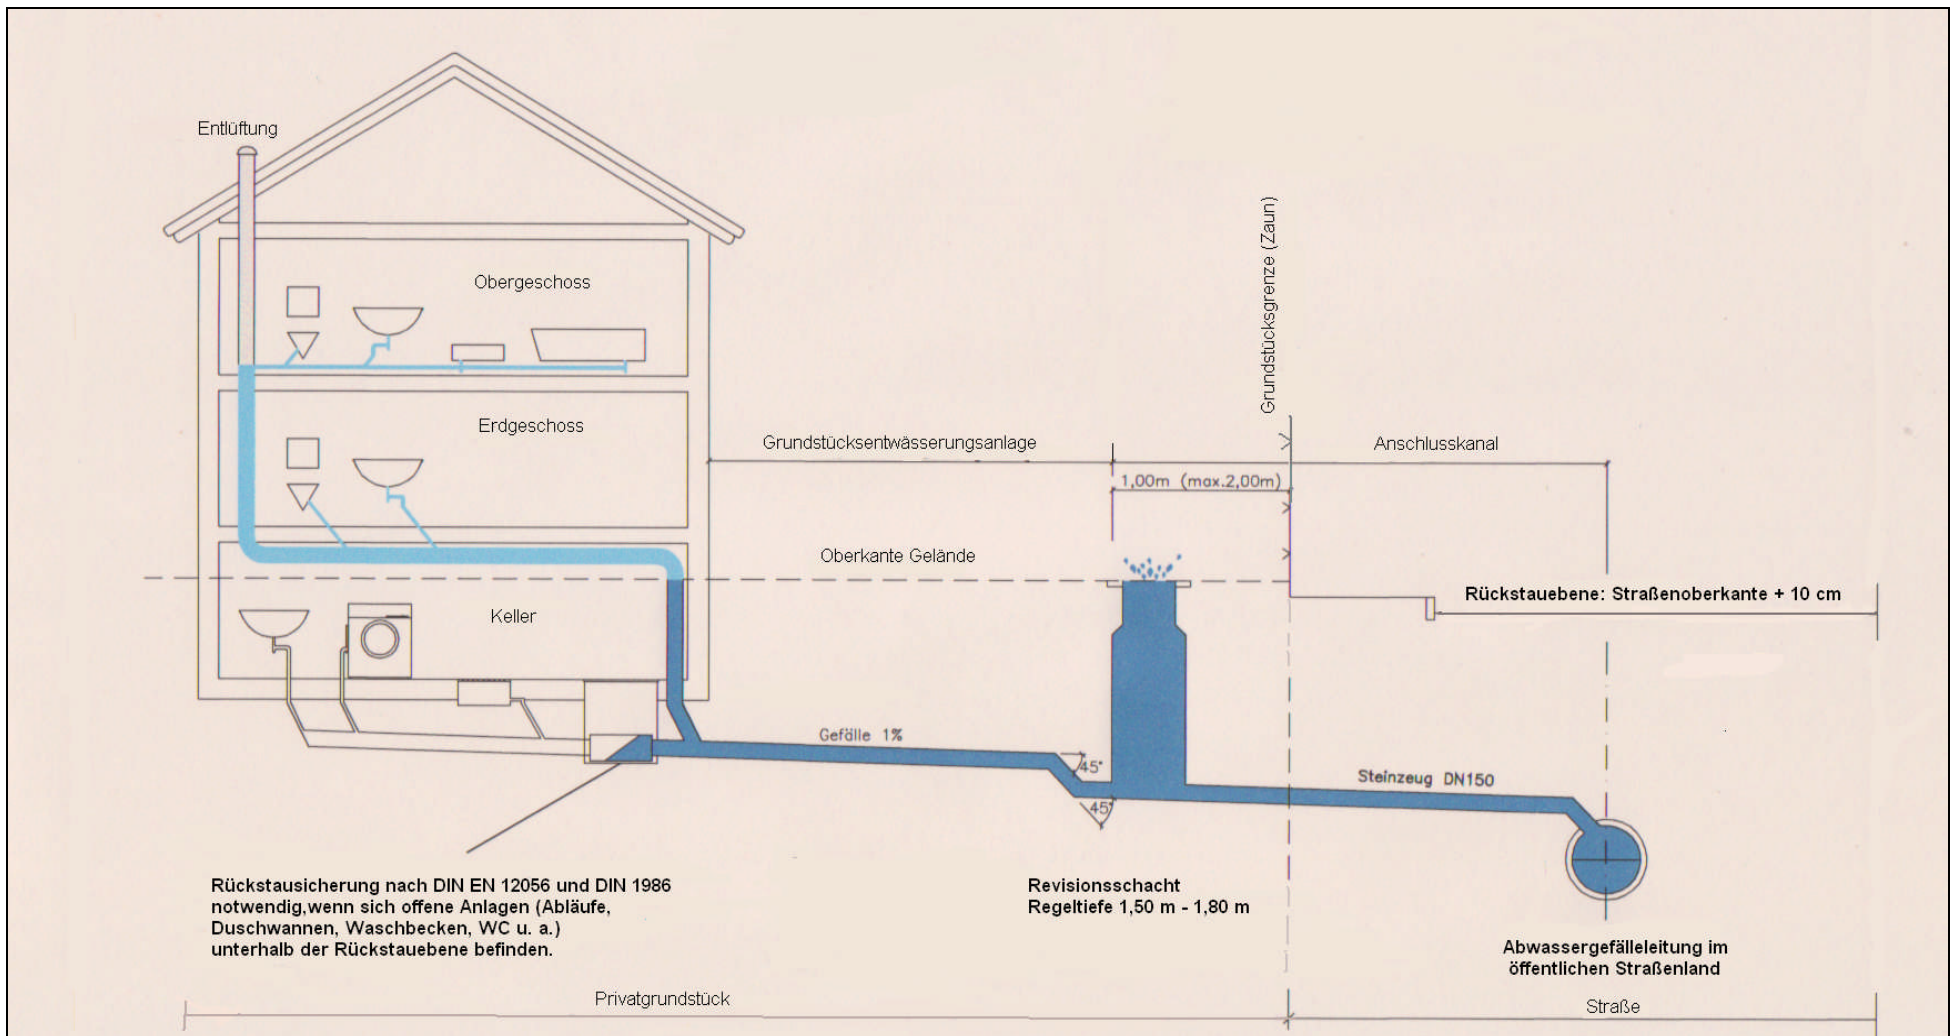 Entlüftung
Obergeschoss
Erdgeschoss
Keller
Grundstücksentwässerungsanlage
Grundstücksgrenze (Zaun)
Anschlusskanal
1,00m (max.2,00m)
Oberkante Gelände
Rückstauebene: Straßenoberkante + 10 cm
Gefälle 1%
45°
45°
Steinzeug DN150
Rückstausicherung nach DIN EN 12056 und DIN 1986
notwendig,wenn sich offene Anlagen (Abläufe,
Duschwannen, Waschbecken, WC u. a.)
unterhalb der Rückstauebene befinden.
Revisionsschacht
Regeltiefe 1,50 m - 1,80 m
Abwassergefälleleitung im
öffentlichen Straßenland
Privatgrundstück
Straße